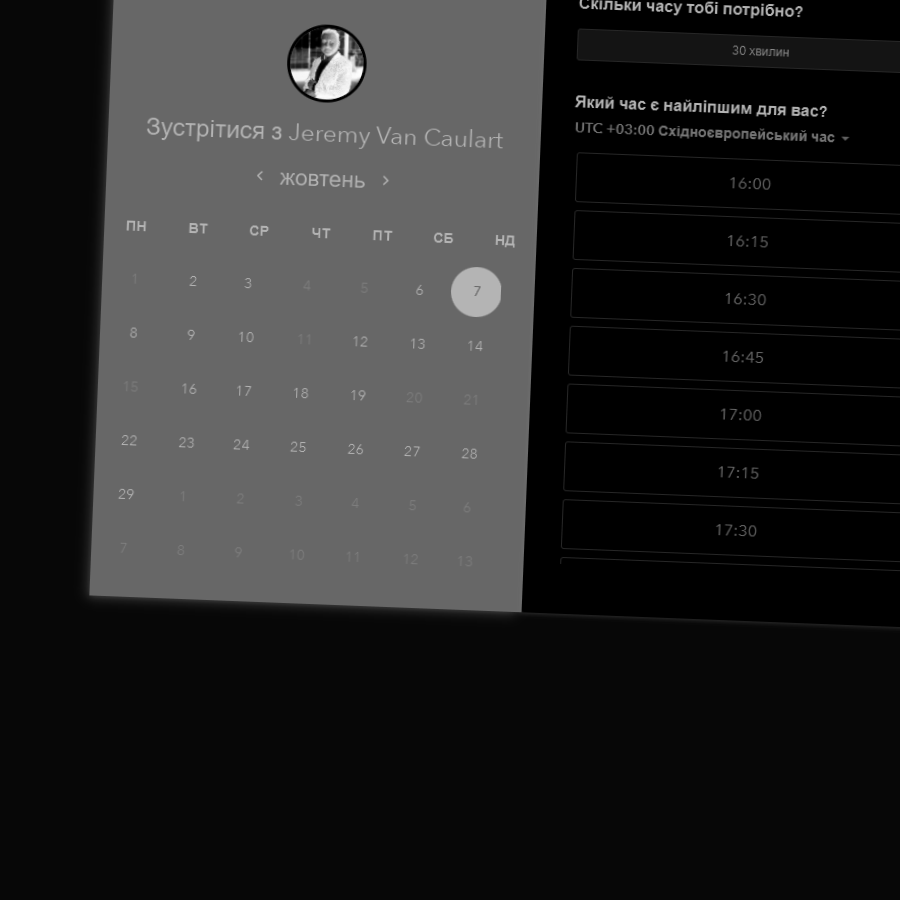 Зустрітися з Jeremy Van Caulart
‹ жовтень ›
ПН ВТ СР ЧТ ПТ СБ НД
1 2 3 4 5 6 7
8 9 10 11 12 13 14
15 16 17 18 19 20 21
22 23 24 25 26 27 28
29 1 2 3 4 5 6
7 8 9 10 11 12 13
Скільки часу тобі потрібно?
30 хвилин
Який час є найліпшим для вас?
UTC +03:00 Східноєвропейський час
16:00
16:15
16:30
16:45
17:00
17:15
17:30